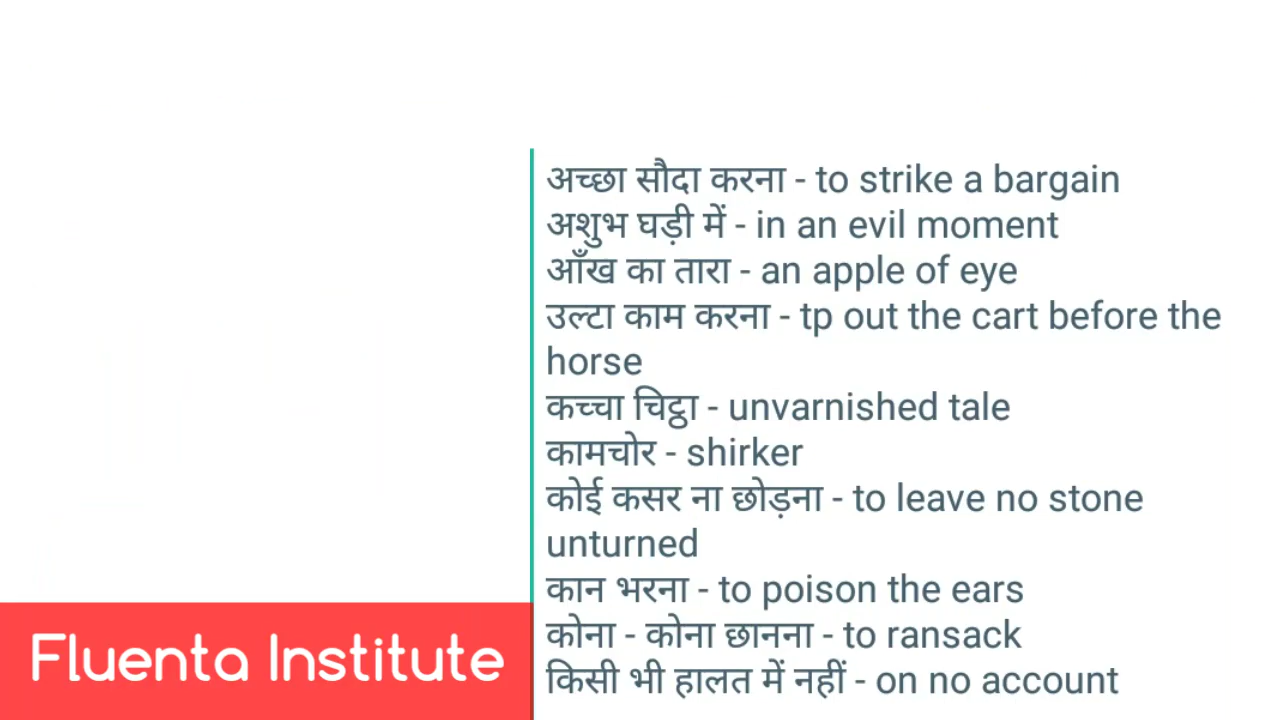 अच्छा सौदा करना - to strike a bargain
अशुभ घड़ी में - in an evil moment
आँख का तारा - an apple of eye
उल्टा काम करना - tp out the cart before the
horse
कच्चा चिट्ठा - unvarnished tale
कामचोर - shirker
कोई कसर ना छोड़ना - to leave no stone
unturned
कान भरना - to poison the ears
कोना - कोना छानना - to ransack
किसी भी हालत में नहीं - on no account
Fluenta Institute